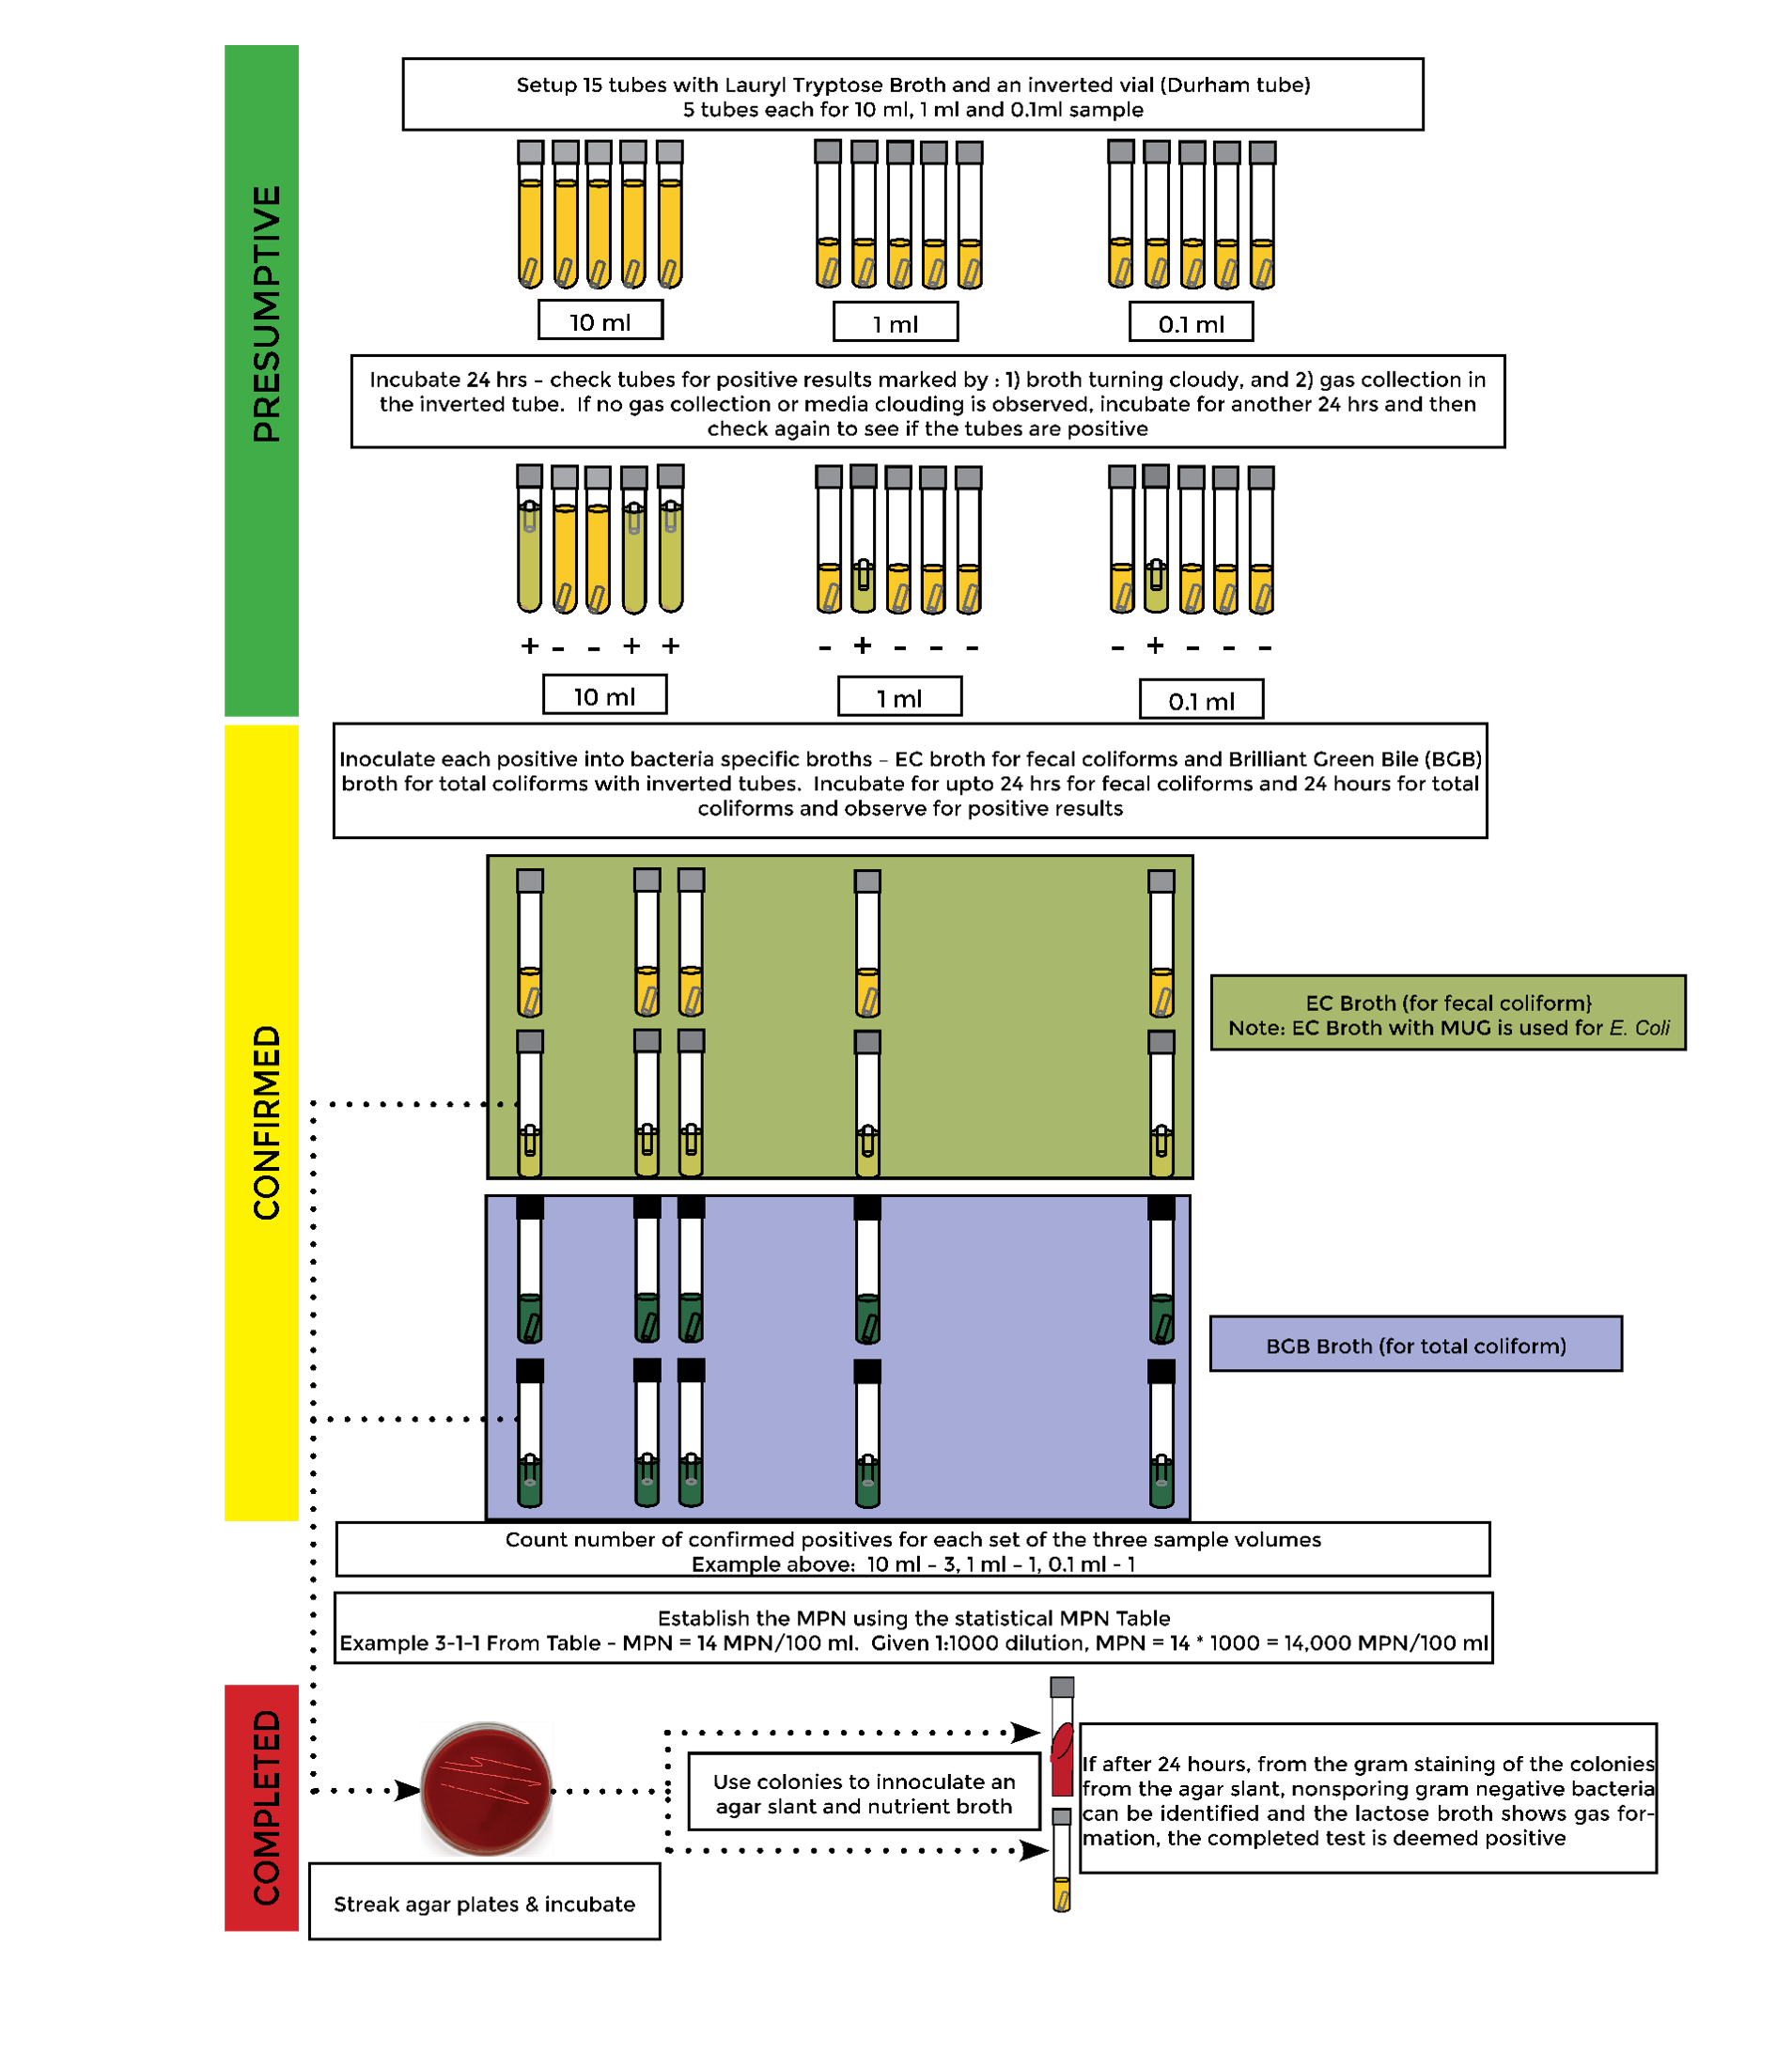 PRESUMPTIVE
Setup 15 tubes with Lauryl Tryptose Broth and an inverted vial (Durham tube)
5 tubes each for 10 ml, 1 ml and 0.1ml sample
10 ml
1 ml
0.1 ml
Incubate 24 hrs – check tubes for positive results marked by : 1) broth turning cloudy, and 2) gas collection in
the inverted tube.  If no gas collection or media clouding is observed, incubate for another 24 hrs and then
check again to see if the tubes are positive
+ - - + +
- + - - -
- + - - -
10 ml
1 ml
0.1 ml
CONFIRMED
Inoculate each positive into bacteria specific broths – EC broth for fecal coliforms and Brilliant Green Bile (BGB)
broth for total coliforms with inverted tubes.  Incubate for upto 24 hrs for fecal coliforms and 24 hours for total
coliforms and observe for positive results
EC Broth (for fecal coliform}
Note: EC Broth with MUG is used for E. Coli
BGB Broth (for total coliform)
Count number of confirmed positives for each set of the three sample volumes
Example above:  10 ml – 3, 1 ml – 1, 0.1 ml - 1
Establish the MPN using the statistical MPN Table
Example 3-1-1 From Table - MPN = 14 MPN/100 ml.  Given 1:1000 dilution, MPN = 14 * 1000 = 14,000 MPN/100 ml
COMPLETED
Streak agar plates & incubate
Use colonies to innoculate an
agar slant and nutrient broth
If after 24 hours, from the gram staining of the colonies
from the agar slant, nonsporing gram negative bacteria
can be identified and the lactose broth shows gas for-
mation, the completed test is deemed positive